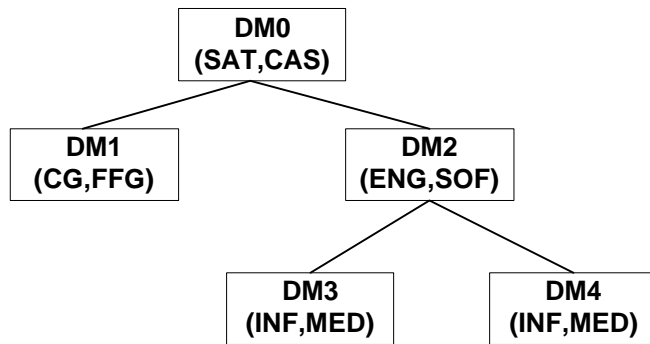 DM0
(SAT,CAS)
DM1
(CG,FFG)
DM2
(ENG,SOF)
DM3
(INF,MED)
DM4
(INF,MED)